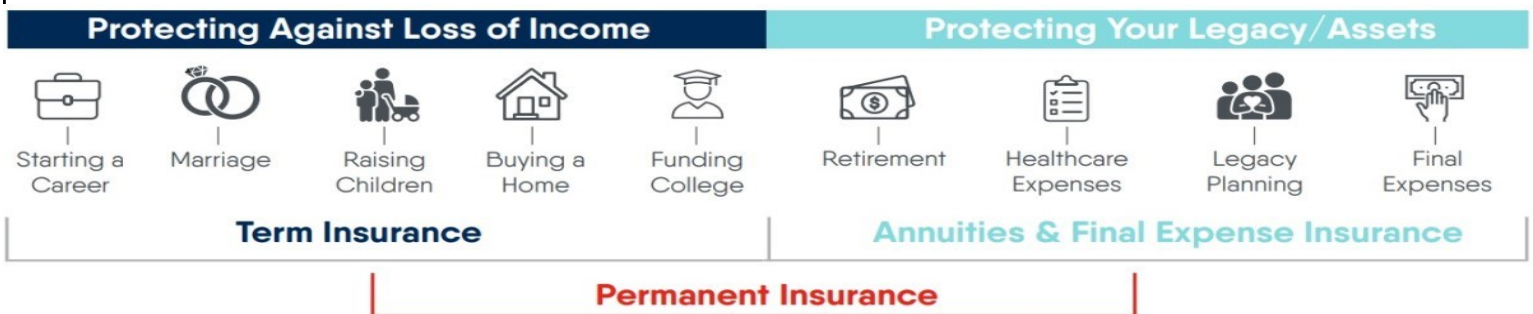 Protecting Against Loss of Income
Protecting Your Legacy/Assets
Starting a
Career
Marriage
Raising
Children
Buying a
Home
Funding
College
Retirement
Healthcare
Expenses
Legacy
Planning
Final
Expenses
Term Insurance
Annuities & Final Expense Insurance
Permanent Insurance